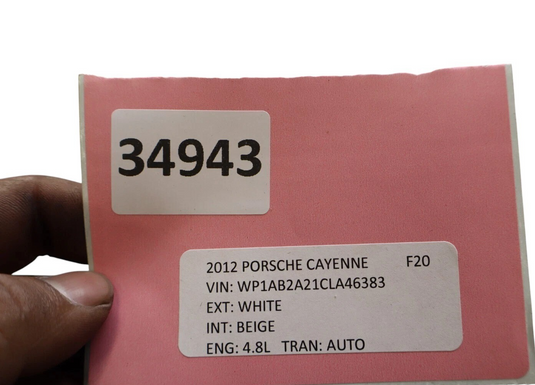 34943
2012 PORSCHE CAYENNE F20
VIN: WP1AB2A21CLA46383
EXT: WHITE
INT: BEIGE
ENG: 4.8L TRAN: AUTO